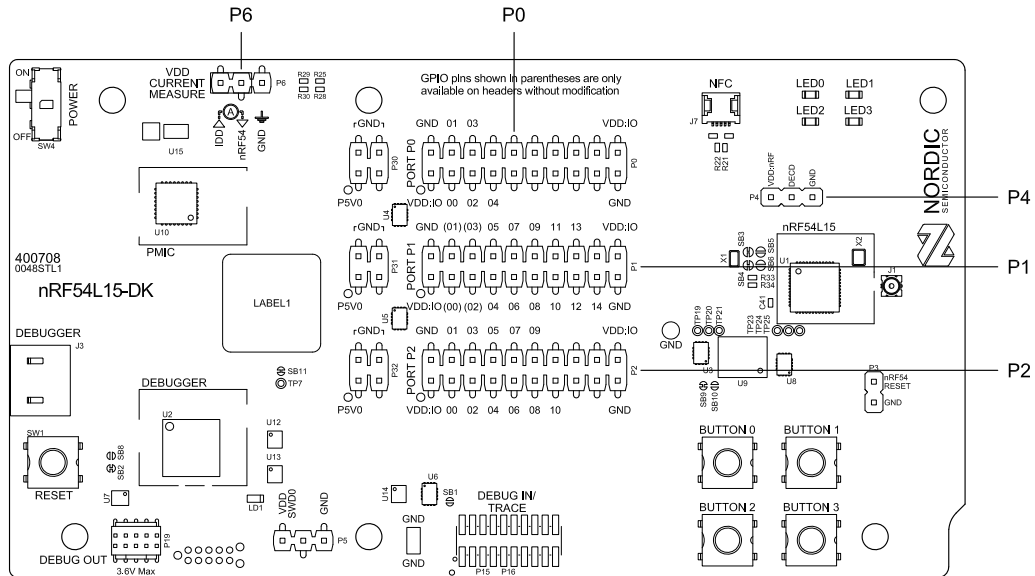 P6
P0
ON
OFF
SW4
POWER
VDD
CURRENT
MEASURE
P6
R29
R30
R25
R28
IDD
A
nRF54
GND
U15
GPIO pins shown in parentheses are only
available on headers without modification
NFC
J7
R22
R21
LED0
LED1
LED2
LED3
NORDIC
SEMICONDUCTOR
GND
P30
P5V0
PORT P0
GND 01 03 VDD:IO
P0
VDD:IO 00 02 04 GND
U4
VDD:nRF
DECD
GND
P4
P4
U10
PMIC
400708
0048STL1
nRF54L15-DK
LABEL1
GND
P31
P5V0
PORT P1
GND (01) (03) 05 07 09 11 13 VDD:IO
P1
VDD:IO (00) (02) 04 06 08 10 12 14 GND
U5
nRF54L15
X1
SB3
SB4
SB5
SB6
R33
R34
U1
X2
J1
C41
P1
GND
P32
P5V0
PORT P2
GND 01 03 05 07 09 VDD:IO
P2
VDD:IO 00 02 04 06 08 10 GND
TP19
TP20
TP21
TP23
TP24
TP25
GND
U3
U9
U8
SB9
SB10
P2
P3
nRF54
RESET
GND
DEBUGGER
J3
SB11
TP7
DEBUGGER
U2
U12
U13
SW1
RESET
SB8
SB2
U7
LD1
DEBUG OUT
P19
3.6V Max
VDD
SWD0
GND
P5
U14
U6
SB1
GND
GND
DEBUG IN/
TRACE
P15
P16
BUTTON 0
BUTTON 1
BUTTON 2
BUTTON 3